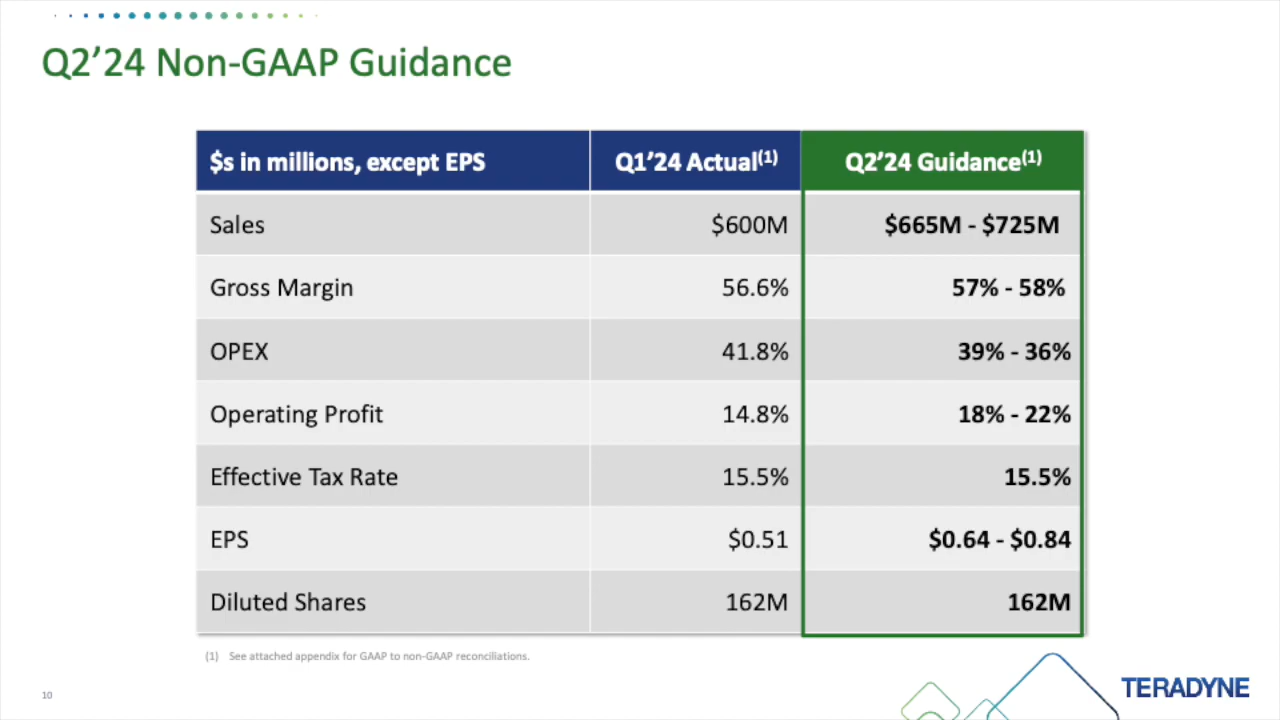 Q2’24 Non-GAAP Guidance
$s in millions, except EPS Q1’24 Actual(1) Q2’24 Guidance(1)
Sales $600M $665M - $725M
Gross Margin 56.6% 57% - 58%
OPEX 41.8% 39% - 36%
Operating Profit 14.8% 18% - 22%
Effective Tax Rate 15.5% 15.5%
EPS $0.51 $0.64 - $0.84
Diluted Shares 162M 162M
(1) See attached appendix for GAAP to non-GAAP reconciliations.
10
TERADYNE